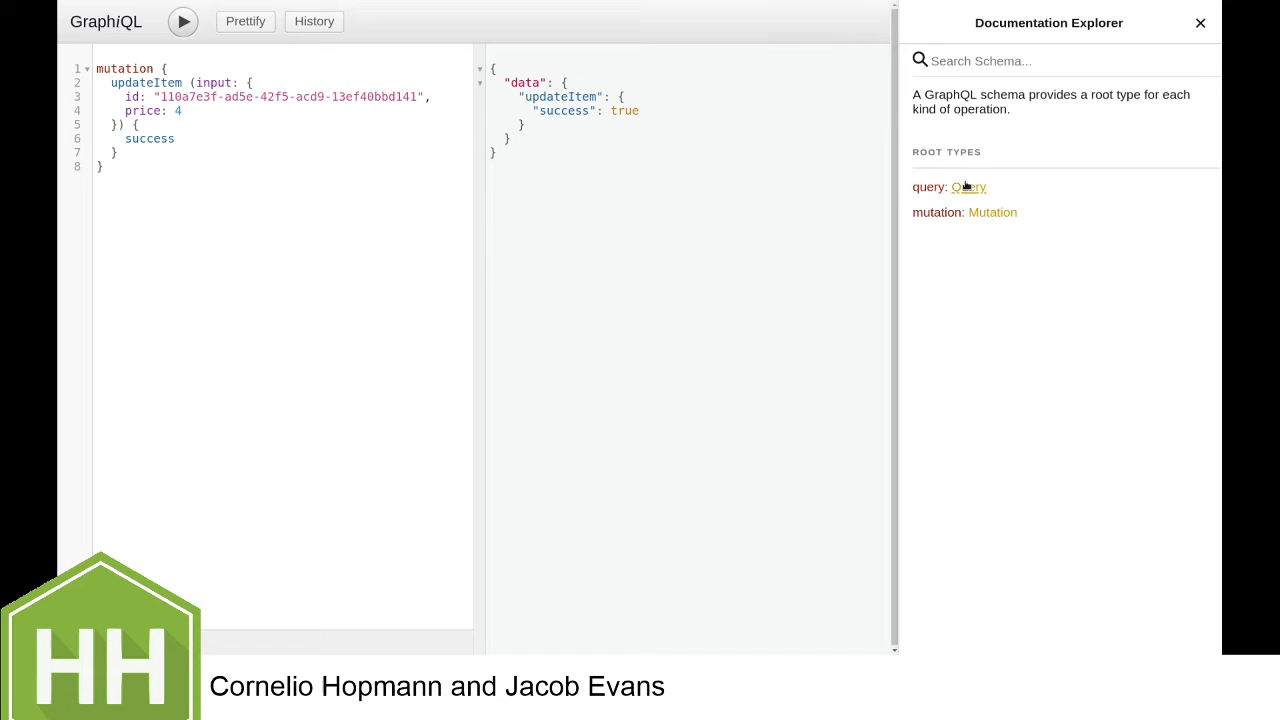 GraphiQL
Prettify
History
1 mutation {
2 updateItem (input: {
3 id: "110a7e3f-ad5e-42f5-acd9-13ef40bbd141",
4 price: 4
5 }) {
6 success
7 }
8 }
{
"data": {
"updateItem": {
"success": true
}
}
}
Documentation Explorer
Search Schema...
A GraphQL schema provides a root type for each
kind of operation.
ROOT TYPES
query: Query
mutation: Mutation
HH
Cornelio Hopmann and Jacob Evans